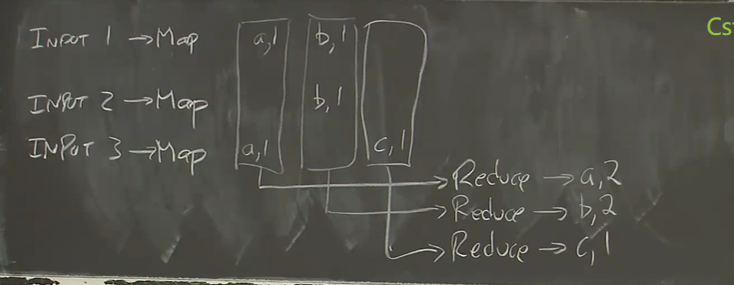 INPUT 1 → Map a,1 b,1
INPUT 2 → Map b,1
INPUT 3 → Map a,1 c,1
Reduce → a,2
Reduce → b,2
Reduce → c,1